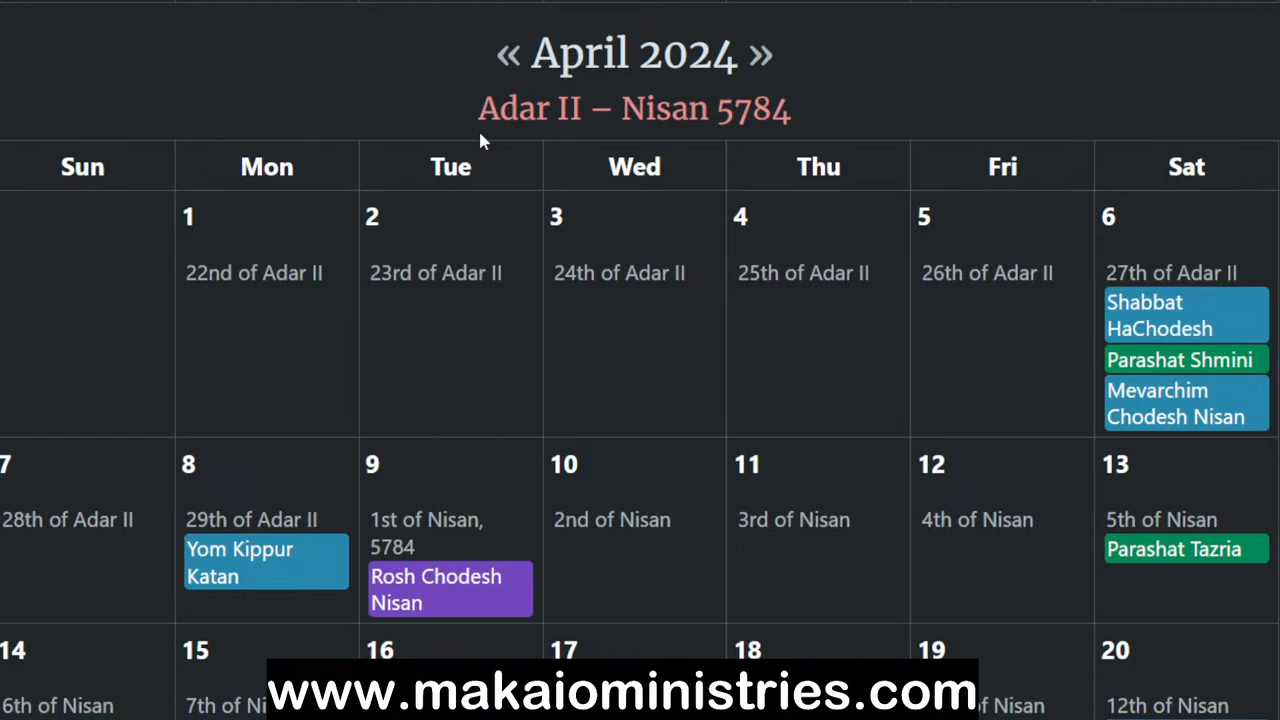 « April 2024 »
Adar II – Nisan 5784
Sun Mon Tue Wed Thu Fri Sat
1 2 3 4 5 6
22nd of Adar II 23rd of Adar II 24th of Adar II 25th of Adar II 26th of Adar II 27th of Adar II
Shabbat
HaChodesh
Parashat Shmini
Mevarchim
Chodesh Nisan
7 8 9 10 11 12 13
28th of Adar II 29th of Adar II 1st of Nisan, 2nd of Nisan 3rd of Nisan 4th of Nisan 5th of Nisan
5784
Yom Kippur
Katan
Rosh Chodesh
Nisan
Parashat Tazria
14 15 16 17 18 19 20
6th of Nisan 12th of Nisan
www.makaioministries.com